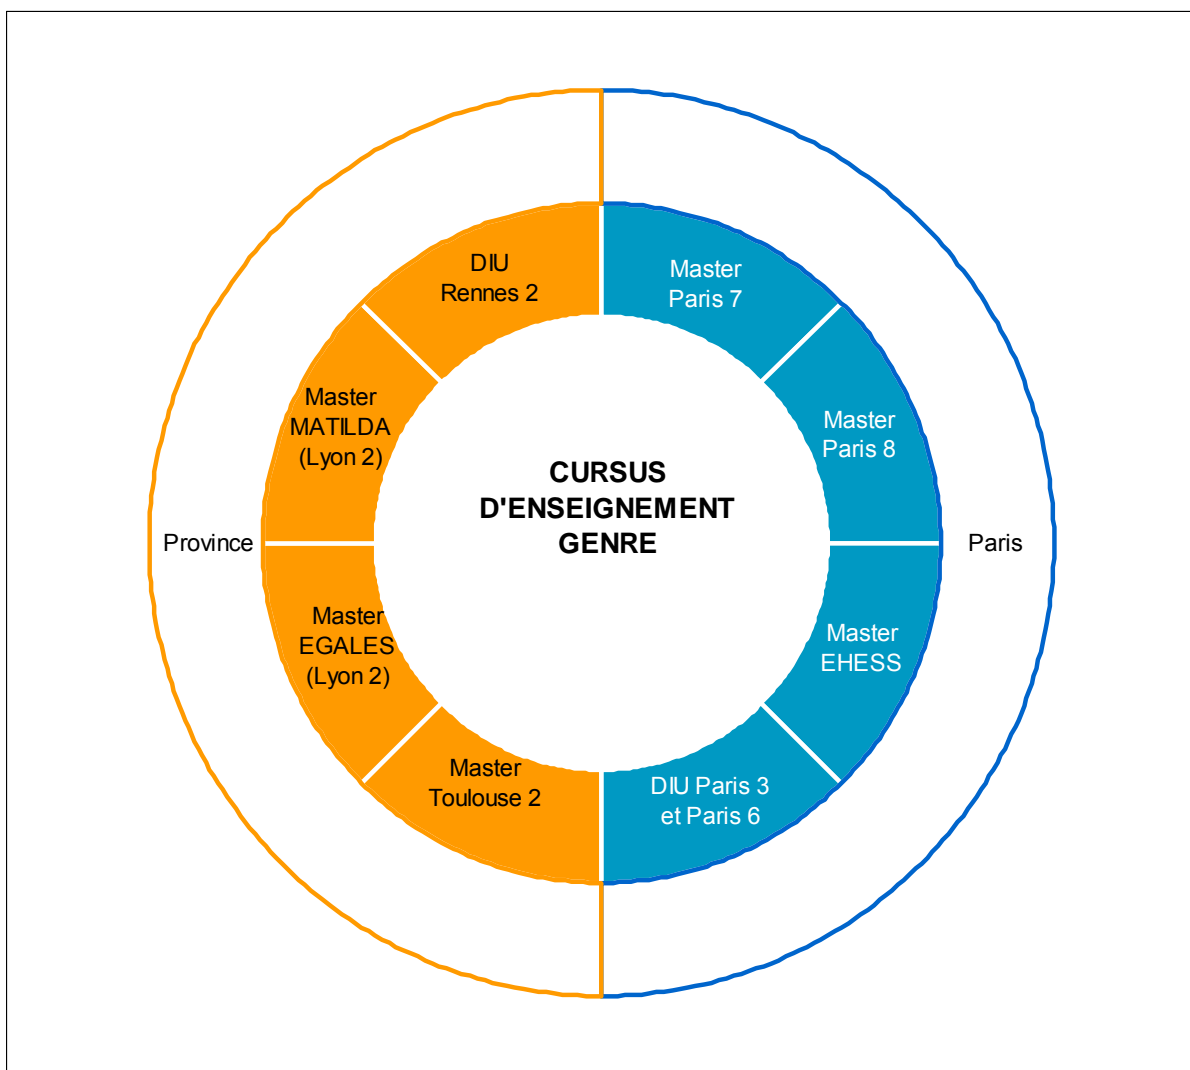 CURSUS
D'ENSEIGNEMENT
GENRE
Master
Paris 7
Master
Paris 8
Master
EHESS
DIU Paris 3
et Paris 6
Master
Toulouse 2
Master
EGALES
(Lyon 2)
Master
MATILDA
(Lyon 2)
DIU
Rennes 2
Province
Paris